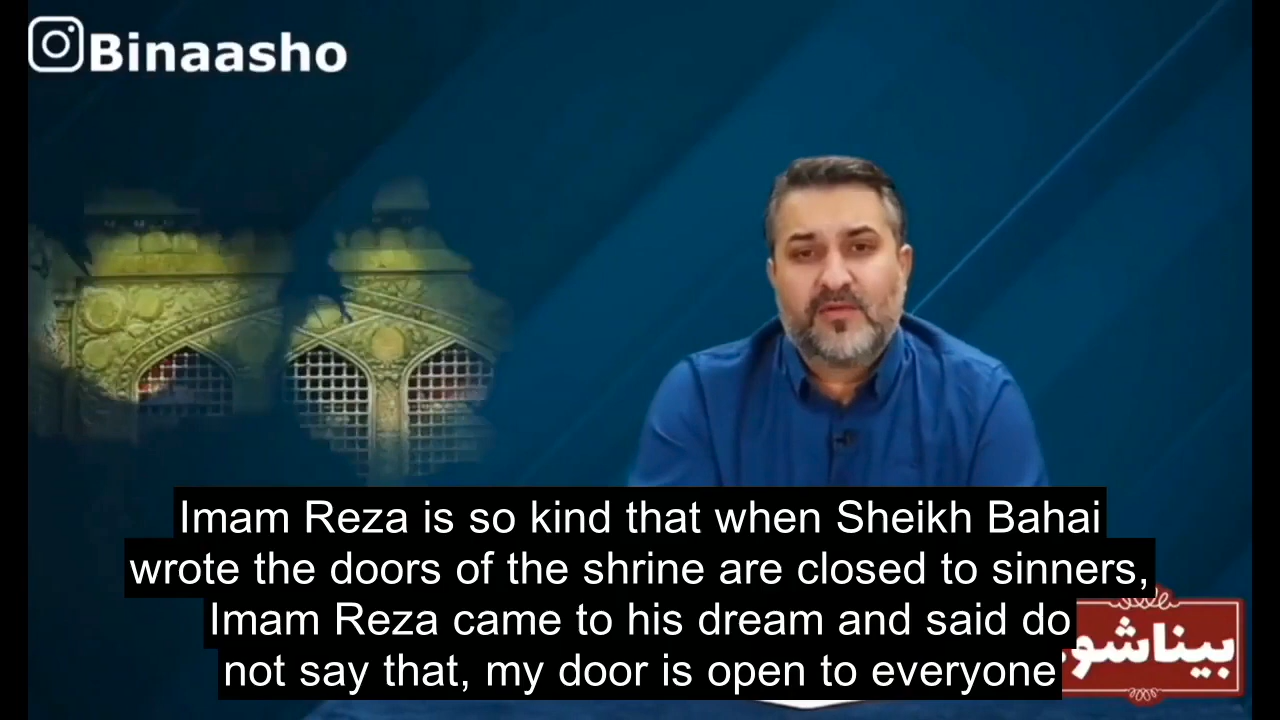 Binaasho
Imam Reza is so kind that when Sheikh Bahai
wrote the doors of the shrine are closed to sinners,
Imam Reza came to his dream and said do
not say that, my door is open to everyone
بیناشو